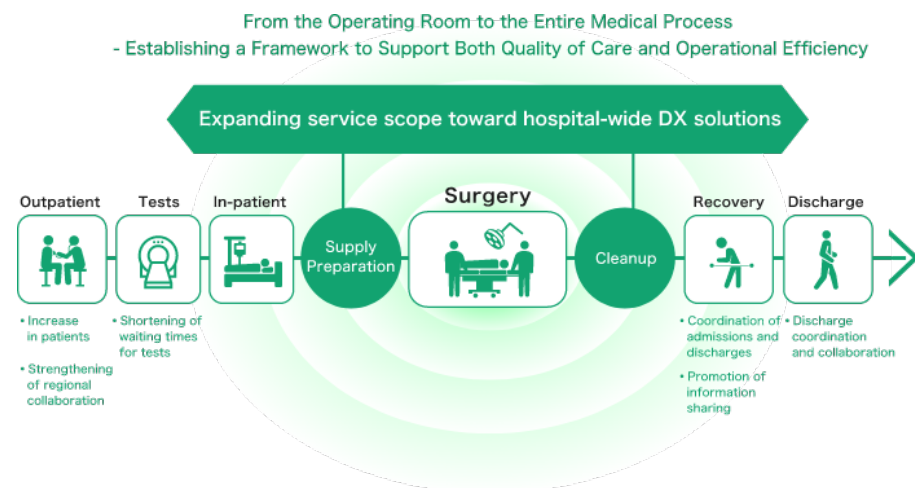 From the Operating Room to the Entire Medical Process
- Establishing a Framework to Support Both Quality of Care and Operational Efficiency
Expanding service scope toward hospital-wide DX solutions
Outpatient
Tests
In-patient
Supply
Preparation
Surgery
Cleanup
Recovery
Discharge
• Increase
in patients
• Strengthening
of regional
collaboration
• Shortening of
waiting times
for tests
• Coordination of
admissions and
discharges
• Promotion of
information
sharing
• Discharge
coordination
and collaboration